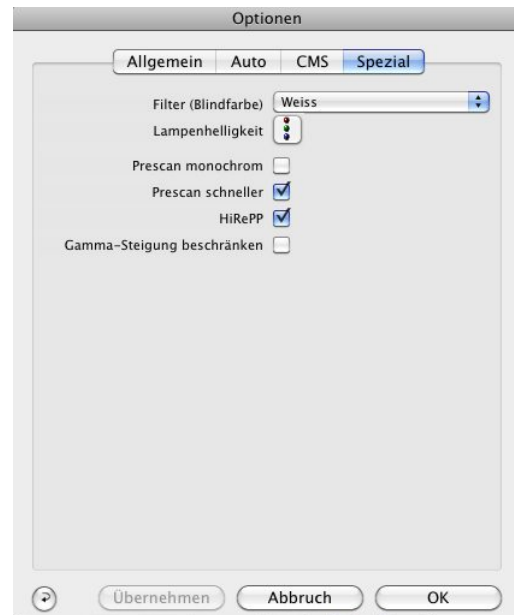 Optionen
Allgemein Auto CMS Spezial
Filter (Blindfarbe) Weiss
Lampenhelligkeit
Prescan monochrom
Prescan schneller
HiRePP
Gamma-Steigung beschränken
Übernehmen Abbruch OK